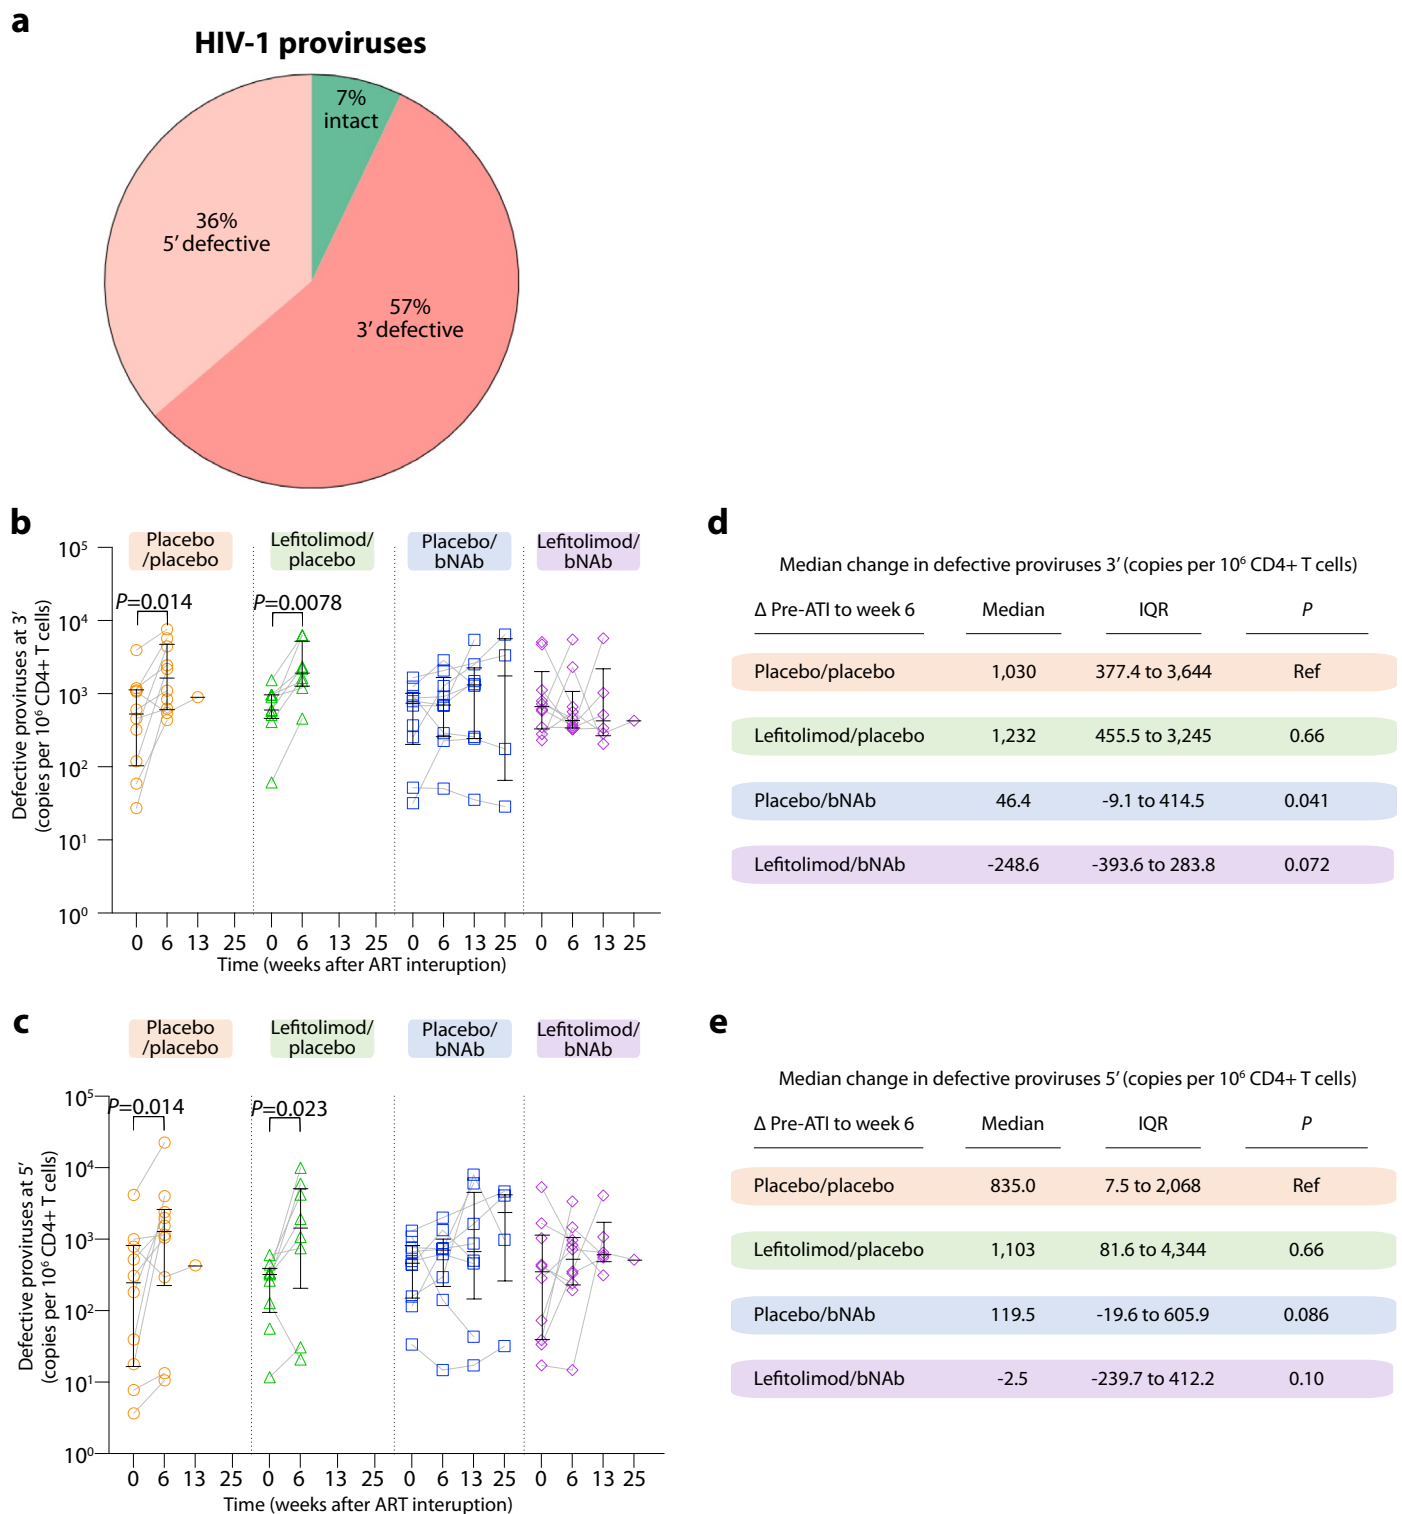 a
HIV-1 proviruses
7%
intact
36%
5′ defective
57%
3′ defective
b
Placebo
/placebo
Lefitolimod/
placebo
Placebo/
bNAb
Lefitolimod/
bNAb
Defective proviruses at 3′
(copies per 10⁶ CD4+ T cells)
10⁵
10⁴
10³
10²
10¹
10⁰
P=0.014
P=0.0078
0 6 13 25 0 6 13 25 0 6 13 25 0 6 13 25
Time (weeks after ART interuption)
d
Median change in defective proviruses 3′ (copies per 10⁶ CD4+ T cells)
Δ Pre-ATI to week 6 Median IQR P
Placebo/placebo 1,030 377.4 to 3,644 Ref
Lefitolimod/placebo 1,232 455.5 to 3,245 0.66
Placebo/bNAb 46.4 -9.1 to 414.5 0.041
Lefitolimod/bNAb -248.6 -393.6 to 283.8 0.072
c
Placebo
/placebo
Lefitolimod/
placebo
Placebo/
bNAb
Lefitolimod/
bNAb
Defective proviruses at 5′
(copies per 10⁶ CD4+ T cells)
10⁵
10⁴
10³
10²
10¹
10⁰
P=0.014
P=0.023
0 6 13 25 0 6 13 25 0 6 13 25 0 6 13 25
Time (weeks after ART interuption)
e
Median change in defective proviruses 5′ (copies per 10⁶ CD4+ T cells)
Δ Pre-ATI to week 6 Median IQR P
Placebo/placebo 835.0 7.5 to 2,068 Ref
Lefitolimod/placebo 1,103 81.6 to 4,344 0.66
Placebo/bNAb 119.5 -19.6 to 605.9 0.086
Lefitolimod/bNAb -2.5 -239.7 to 412.2 0.10